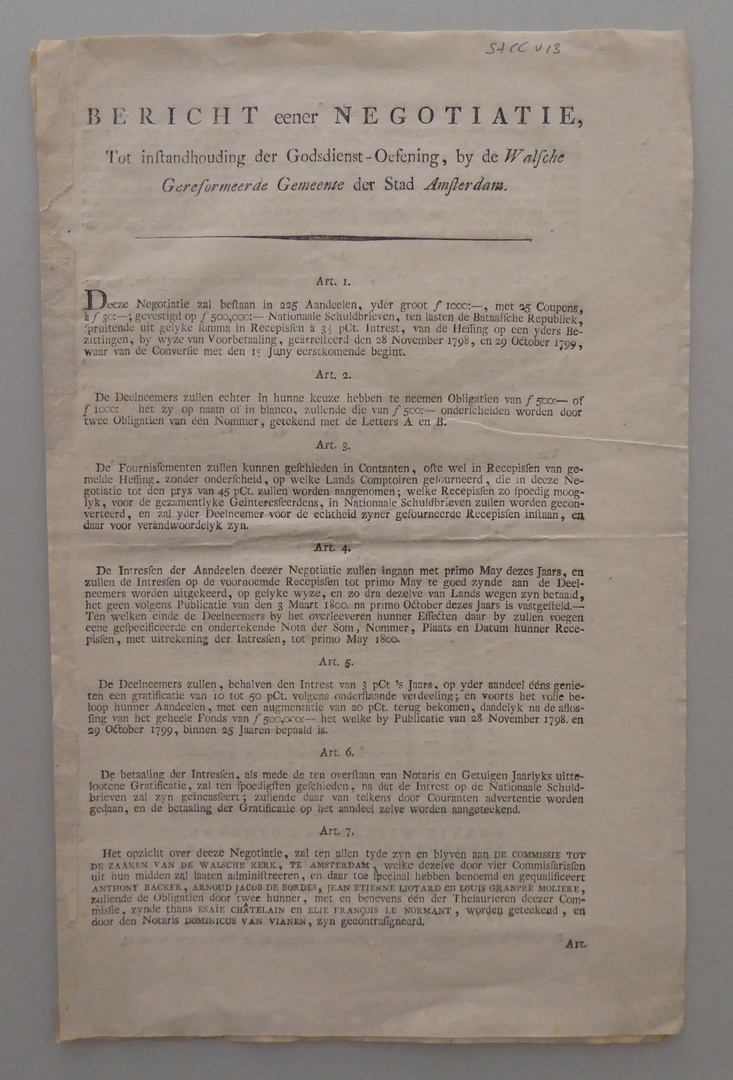 BERICHT eener NEGOTIATIE,
Tot inſtandhouding der Godsdienst-Oefening, by de Walſche
Gereformeerde Gemeente der Stad Amſterdam.
Art. 1.
Deeze Negotiatie zal beſtaan in 225 Aandeelen, yder groot ƒ 1000:—, met 25 Coupons,
à ƒ 30:—; geveſtigd op ƒ 500,000:— Nationaale Schuldbrieven, ten laſten de Bataafſche Republiek,
ſpruitende uit gelyke ſomma in Recepisſen à 3½ pCt. Intrest, van de Heffing op een yders Be-
zittingen, by wyze van Voorbetaaling, geärreſteerd den 28 November 1798, en 29 October 1799,
waar van de Converſie met den 1e Juny eerstkomende begint.
Art. 2.
De Deelneemers zullen echter in hunne keuze hebben te neemen Obligatien van ƒ 500:— of
ƒ 1000: het zy op naam of in blanco, zullende die van ƒ 500:— onderſcheiden worden door
twee Obligatien van één Nommer, getekend met de Letters A en B.
Art. 3.
De Fournisſementen zullen kunnen geſchieden in Contanten, ofte wel in Recepisſen van ge-
melde Heffing, zonder onderſcheid, op welke Lands Comptoiren gefourneerd, die in deeze Ne-
gotiatie tot den prys van 45 pCt. zullen worden aangenomen; welke Recepisſen zo ſpoedig moog-
lyk, voor de gezamentlyke Geïnteresſeerdens, in Nationaale Schuldbrieven zullen worden gecon-
verteerd, en zal yder Deelneemer voor de echtheid zyner gefourneerde Recepisſen inſtaan, en
daar voor verändwoordelyk zyn.
Art. 4.
De Intresſen der Aandeelen deezer Negotiatie zullen ingaan met primo May dezes Jaars, en
zullen de Intresſen op de voornoemde Recepisſen tot primo May te goed zynde aan de Deel-
neemers worden uitgekeerd, op gelyke wyze, en zo dra dezelve van Lands wegen zyn betaald,
het geen volgens Publicatie van den 3 Maart 1800. na primo October dezes Jaars is vastgeſteld.—
Ten welken einde de Deelneemers by het overleeveren hunner Effecten daar by zullen voegen
eene geſpecificeerde en ondertekende Nota der Som, Nommer, Plaats en Datum hunner Rece-
pisſen, met uitrekening der Intresſen, tot primo May 1800.
Art. 5.
De Deelneemers zullen, behalven den Intrest van 3 pCt 's Jaars, op yder aandeel ééns genie-
ten een gratificatie van 10 tot 50 pCt. volgens onderſtaande verdeeling; en voorts het volle be-
loop hunner Aandeelen, met een augmentatie van 20 pCt. terug bekomen, dadelyk na de aflos-
ſing van het geheele Fonds van ƒ 500,000:— het welke by Publicatie van 28 November 1798. en
29 October 1799, binnen 25 Jaaren bepaald is.
Art. 6.
De betaaling der Intresſen, als mede de ten overſtaan van Notaris en Getuigen Jaarlyks uitte-
lootene Gratificatie, zal ten ſpoedigſten geſchieden, na dat de Intrest op de Nationaale Schuld-
brieven zal zyn geïncasſeert; zullende daar van telkens door Couranten advertentie worden
gedaan, en de betaaling der Gratificatie op het aandeel zelve worden aangeteekend.
Art. 7.
Het opzicht over deeze Negotiatie, zal ten allen tyde zyn en blyven aan DE COMMISSIE TOT
DE ZAAKEN VAN DE WALSCHE KERK, TE AMSTERDAM, welke dezelve door vier Commisſarisſen
uit hun midden zal laaten adminiſtreeren, en daar toe ſpeciaal hebben benoemd en gequalificeert
ANTHONY BACKER, ARNOUD JACOB DE BORDES, JEAN ETIENNE LIOTARD en LOUIS GRANPRÉ MOLIERE,
zullende de Obligatien door twee hunner, met en benevens één der Theſaurieren deezer Com-
misſie, zynde thans ESAÏE CHÂTELAIN en ELIE FRANÇOIS LE NORMANT, worden geteekend, en
door den Notaris DOMINICUS VAN VIANEN, zyn gecontraſigneerd.
Art.